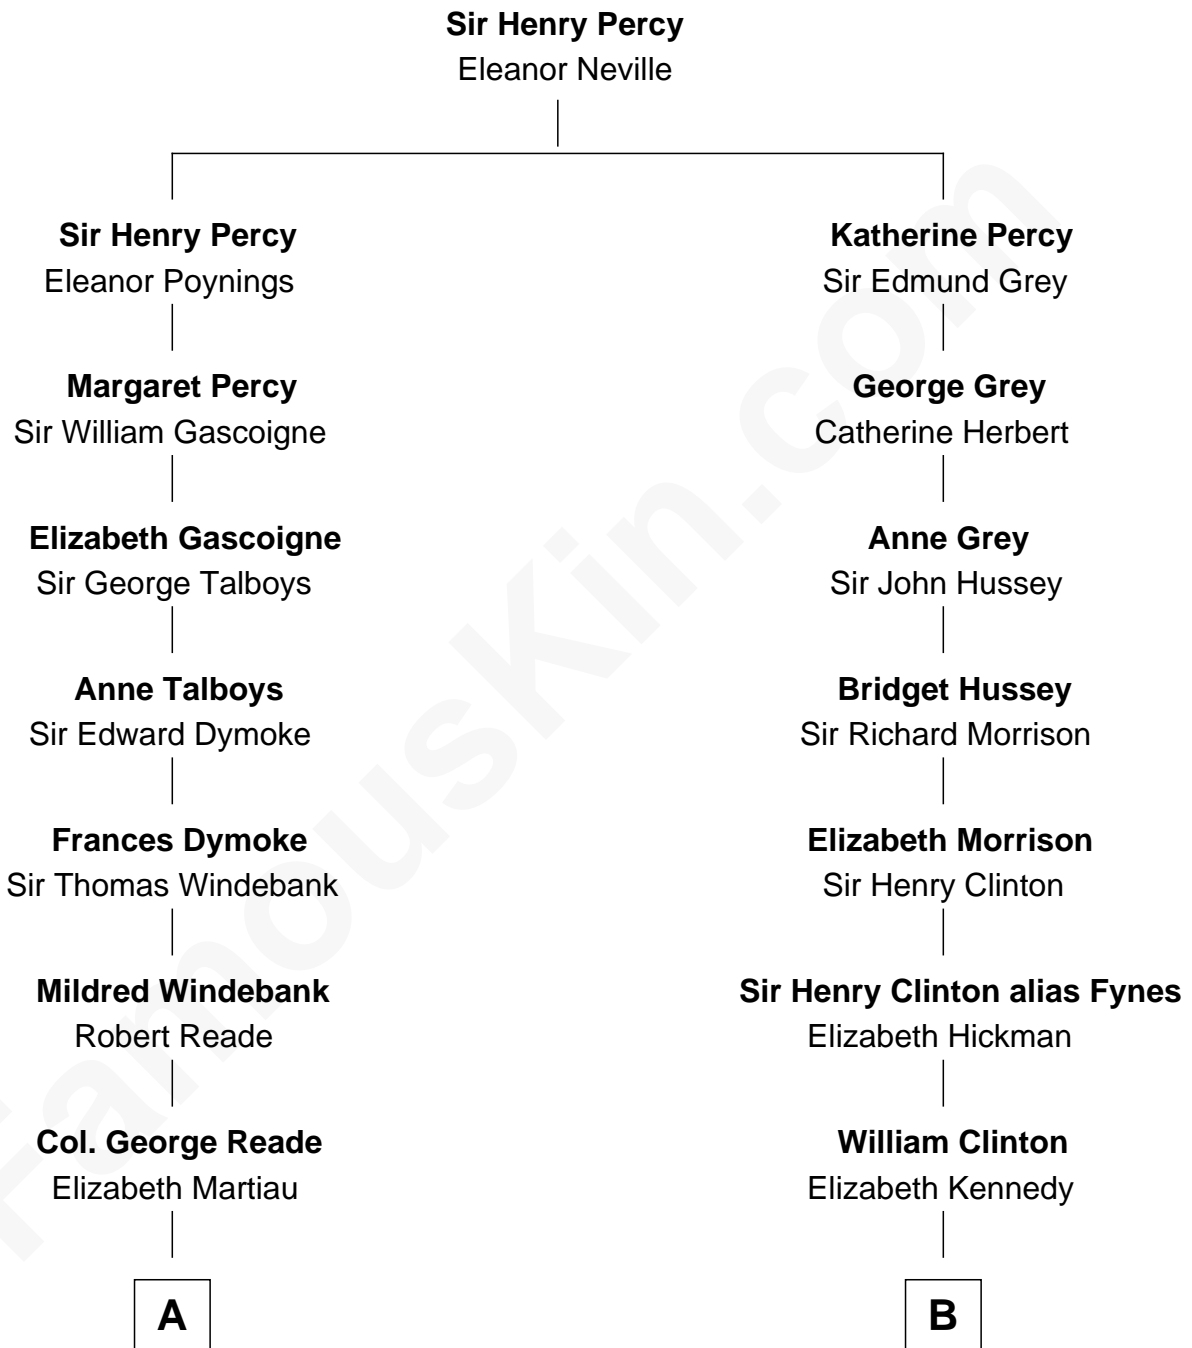 Sir Henry Percy
Eleanor Neville
Sir Henry Percy
Eleanor Poynings
Katherine Percy
Sir Edmund Grey
Margaret Percy
Sir William Gascoigne
George Grey
Catherine Herbert
Elizabeth Gascoigne
Sir George Talboys
Anne Grey
Sir John Hussey
Anne Talboys
Sir Edward Dymoke
Bridget Hussey
Sir Richard Morrison
Frances Dymoke
Sir Thomas Windebank
Elizabeth Morrison
Sir Henry Clinton
Mildred Windebank
Robert Reade
Sir Henry Clinton alias Fynes
Elizabeth Hickman
Col. George Reade
Elizabeth Martiau
William Clinton
Elizabeth Kennedy
A
B
FamousKin.com